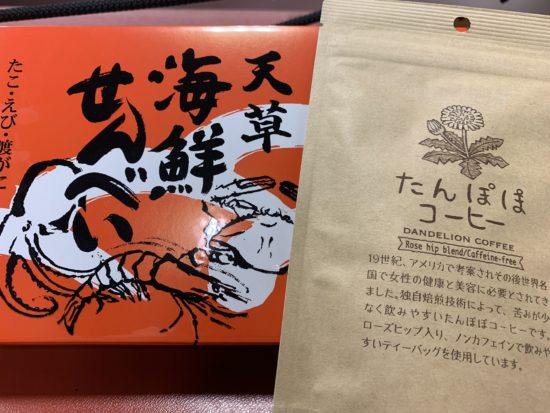 天草
海鮮
せんべい
たこ・えび・渡がに
たんぽぽ
コーヒー
DANDELION COFFEE
Rose hip blend/Caffeine-free
19世紀、アメリカで考案されその後世界各
国で女性の健康と美容に必要とされてき
ました。独自焙煎技術によって、苦みが少
なく飲みやすいたんぽぽコーヒーです。
ローズヒップ入り、ノンカフェインで飲みや
すいティーバッグを使用しています。